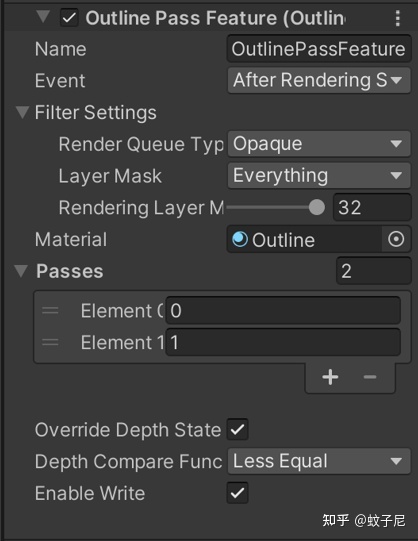 Outline Pass Feature (Outlin
Name OutlinePassFeature
Event After Rendering S
Filter Settings
Render Queue Typ Opaque
Layer Mask Everything
Rendering Layer M 32
Material Outline
Passes 2
Element 0 0
Element 1 1
Override Depth State
Depth Compare Func Less Equal
Enable Write
知乎 @蚊子尼